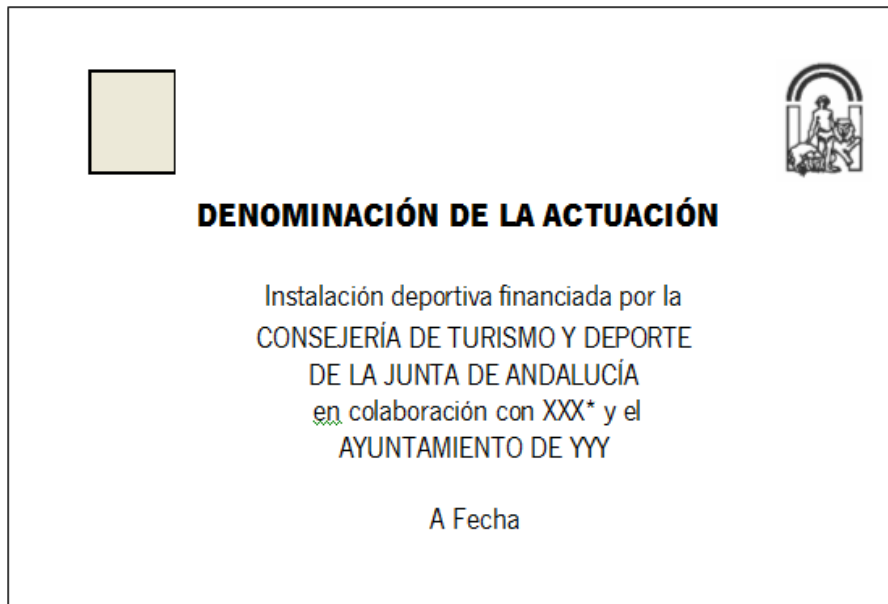 DENOMINACIÓN DE LA ACTUACIÓN
Instalación deportiva financiada por la
CONSEJERÍA DE TURISMO Y DEPORTE
DE LA JUNTA DE ANDALUCÍA
en colaboración con XXX* y el
AYUNTAMIENTO DE YYY
A Fecha